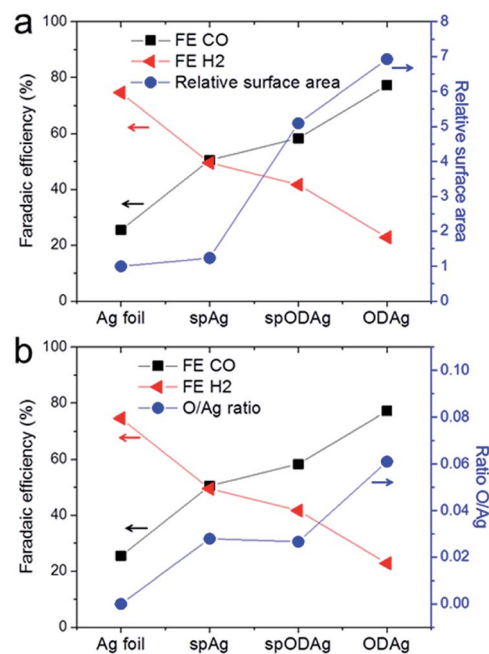 a
100
80
60
40
20
0
Faradaic efficiency (%)
FE CO
FE H2
Relative surface area
8
7
6
5
4
3
2
1
0
Relative surface area
Ag foil spAg spODAg ODAg
b
100
80
60
40
20
0
Faradaic efficiency (%)
FE CO
FE H2
O/Ag ratio
0.10
0.08
0.06
0.04
0.02
0.00
Ratio O/Ag
Ag foil spAg spODAg ODAg